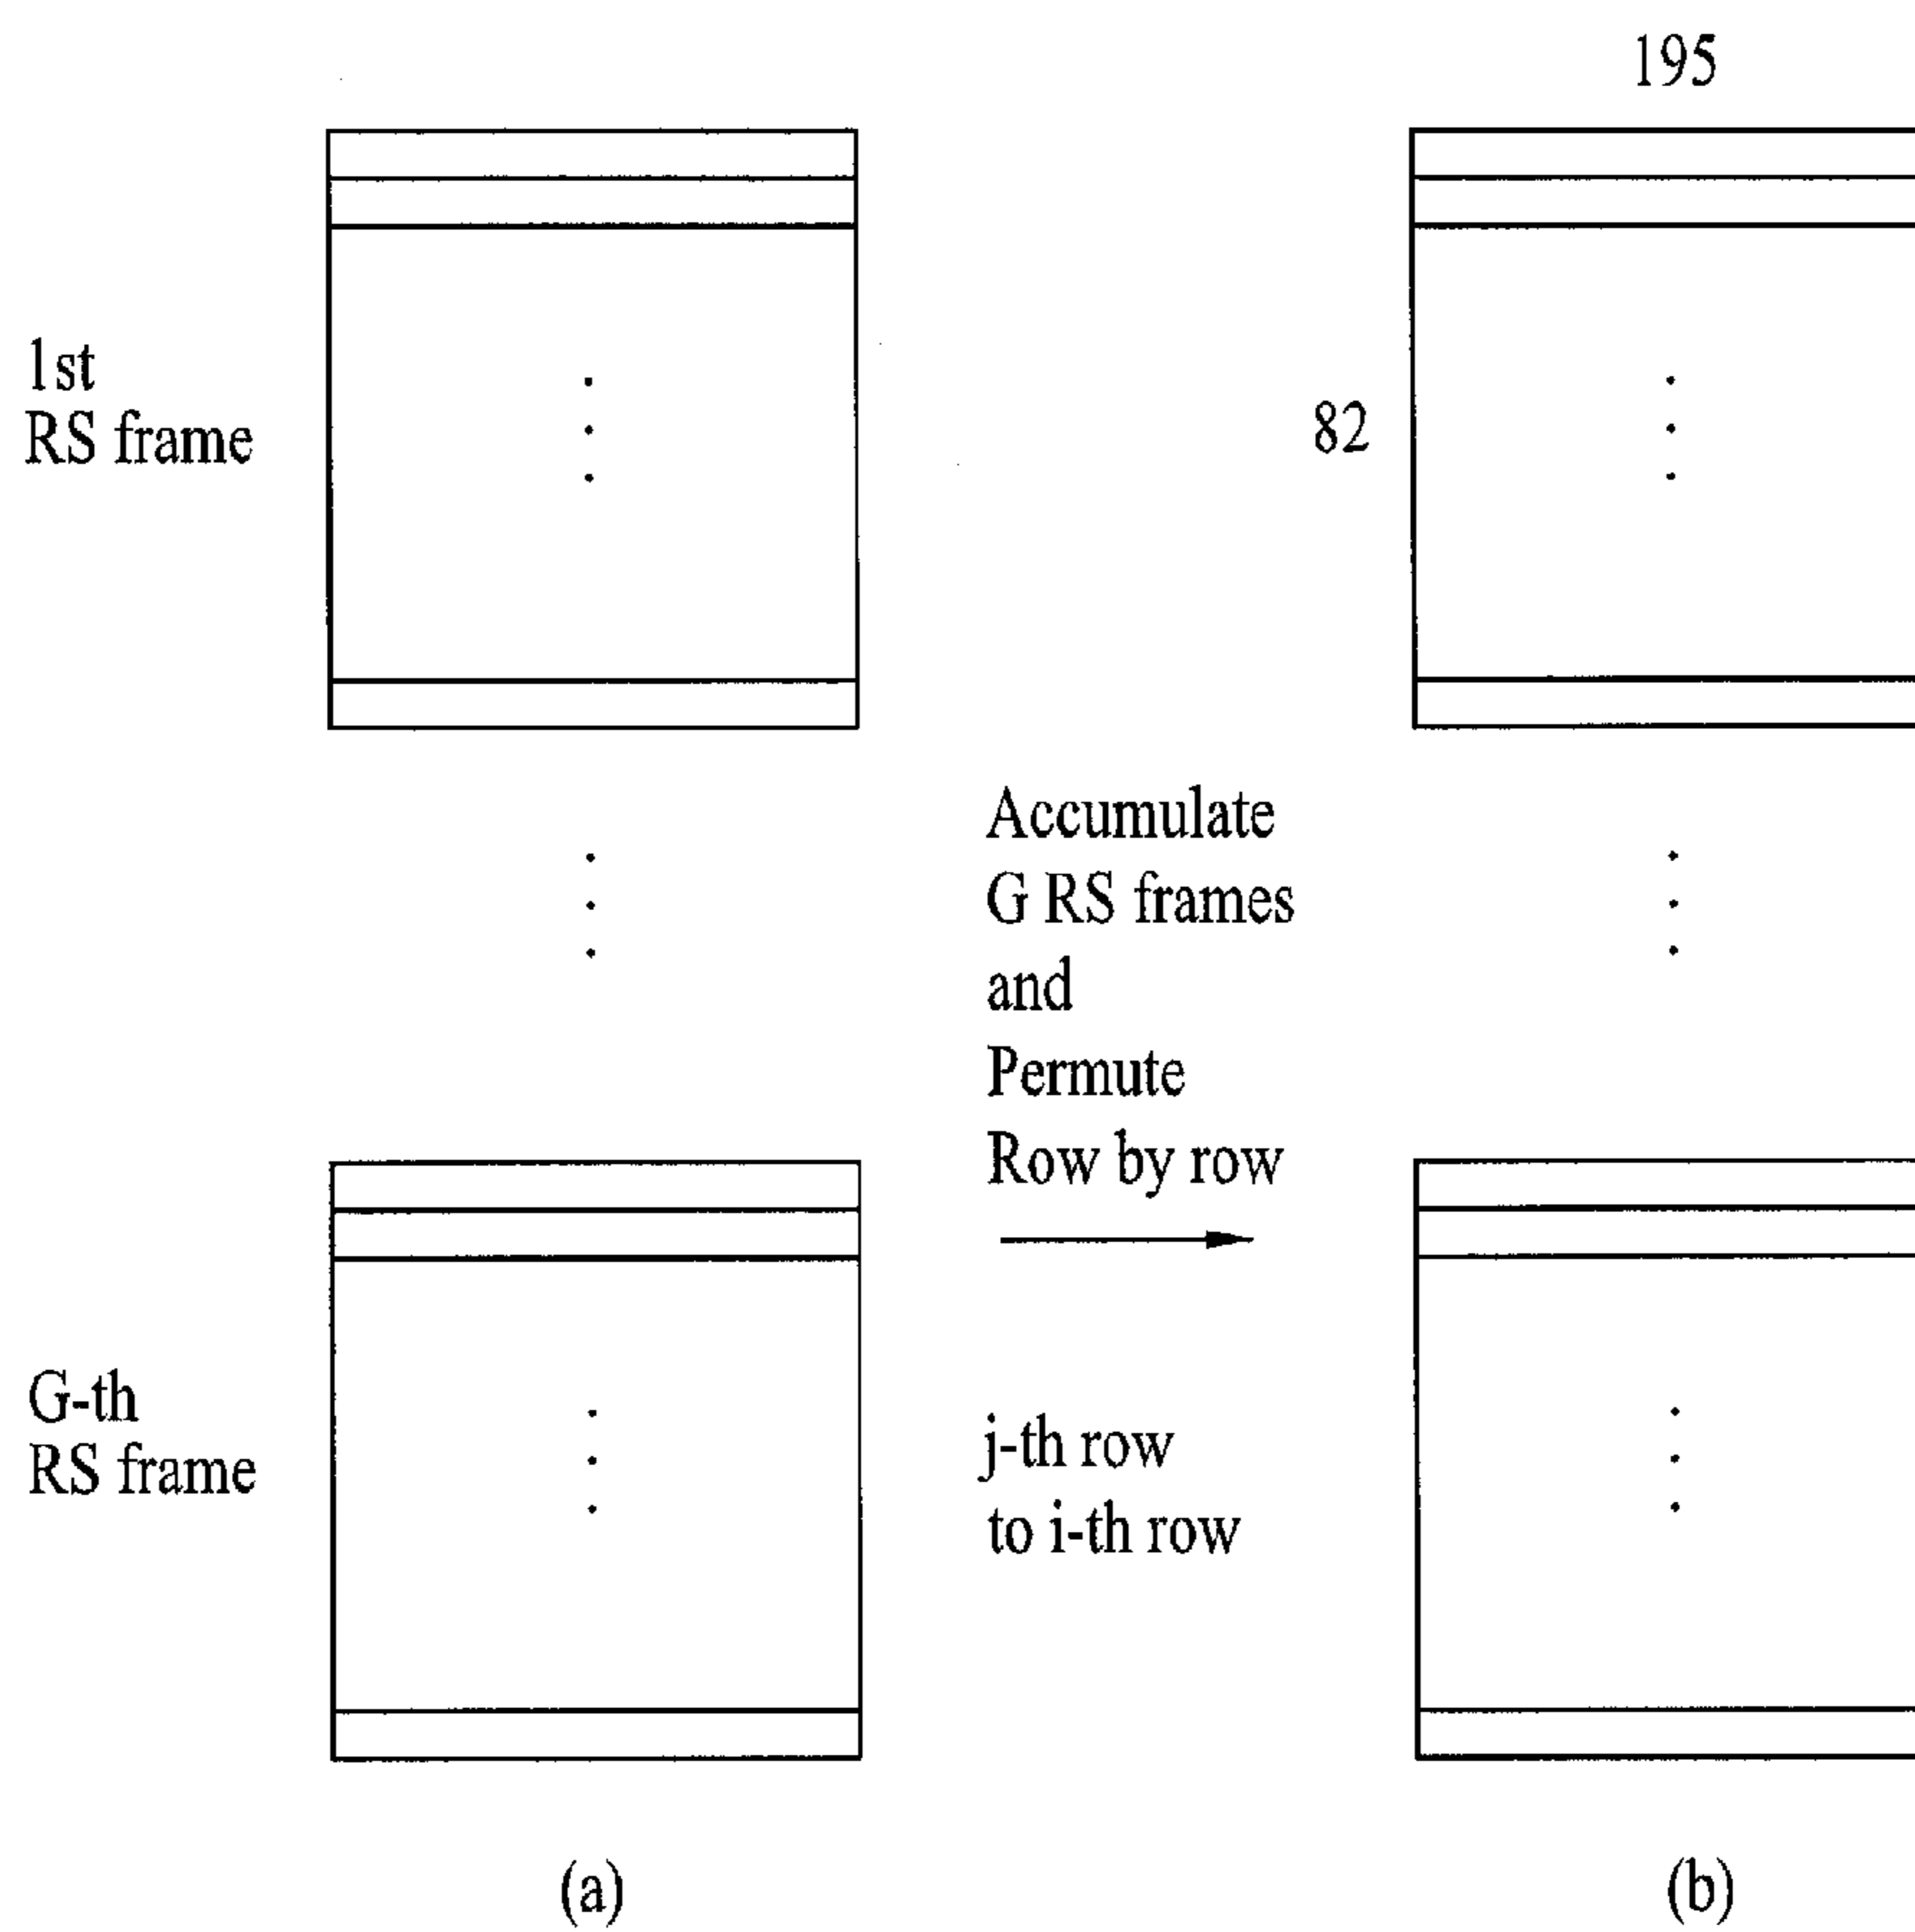 195
1st
RS frame
82
Accumulate
G RS frames
and
Permute
Row by row
G-th
RS frame
j-th row
to i-th row
(a)
(b)